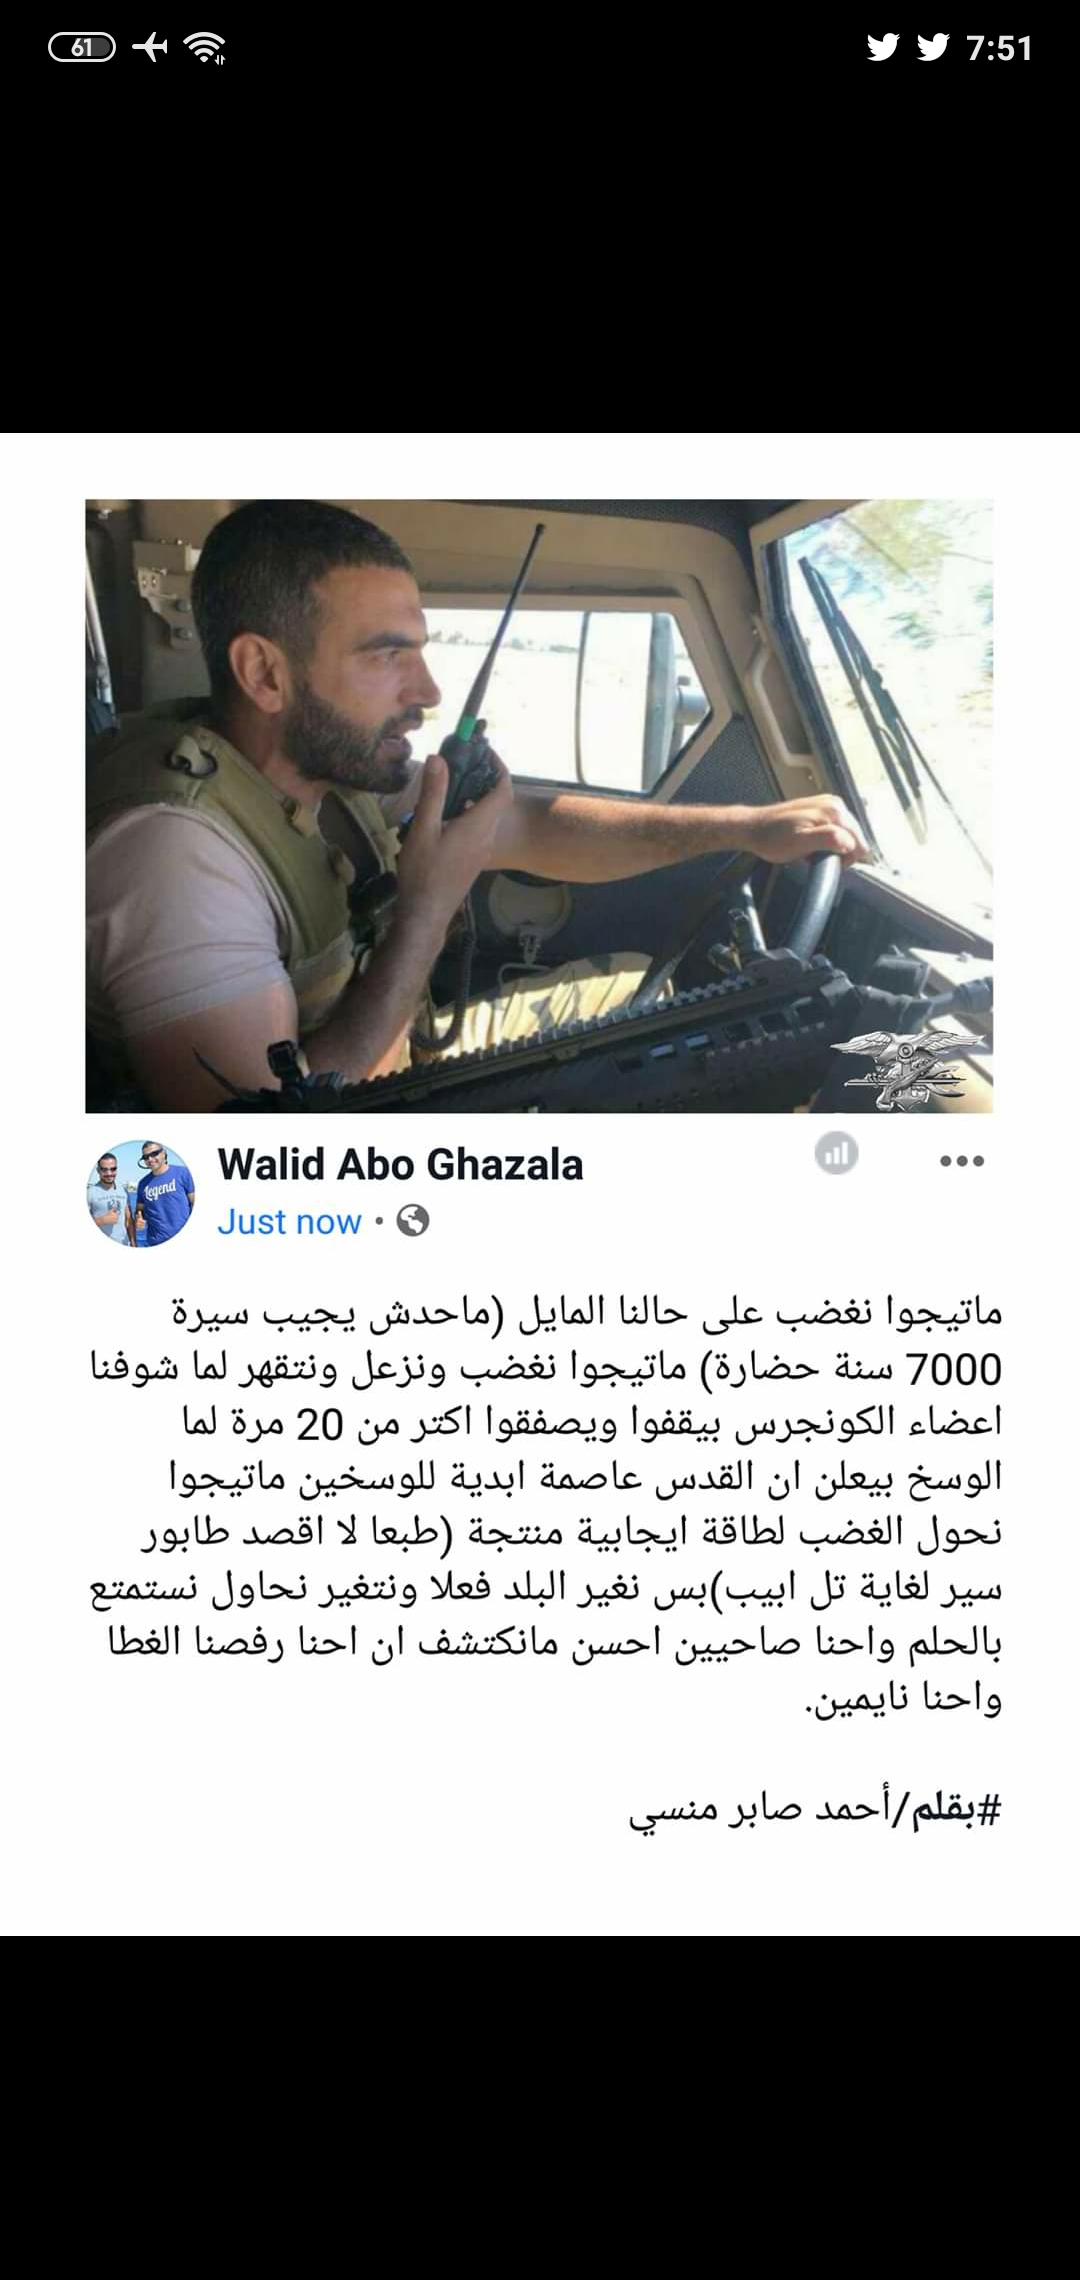 61
7:51
Legend
Walid Abo Ghazala
Just now •
ماتيجوا نغضب على حالنا المايل (ماحدش يجيب سيرة
7000 سنة حضارة) ماتيجوا نغضب ونزعل ونتقهر لما شوفنا
اعضاء الكونجرس بيقفوا ويصفقوا اكتر من 20 مرة لما
الوسخ بيعلن ان القدس عاصمة ابدية للوسخين ماتيجوا
نحول الغضب لطاقة ايجابية منتجة (طبعا لا اقصد طابور
سير لغاية تل ابيب)بس نغير البلد فعلا ونتغير نحاول نستمتع
بالحلم واحنا صاحيين احسن مانكتشف ان احنا رفصنا الغطا
واحنا نايمين.
#بقلم/أحمد صابر منسي